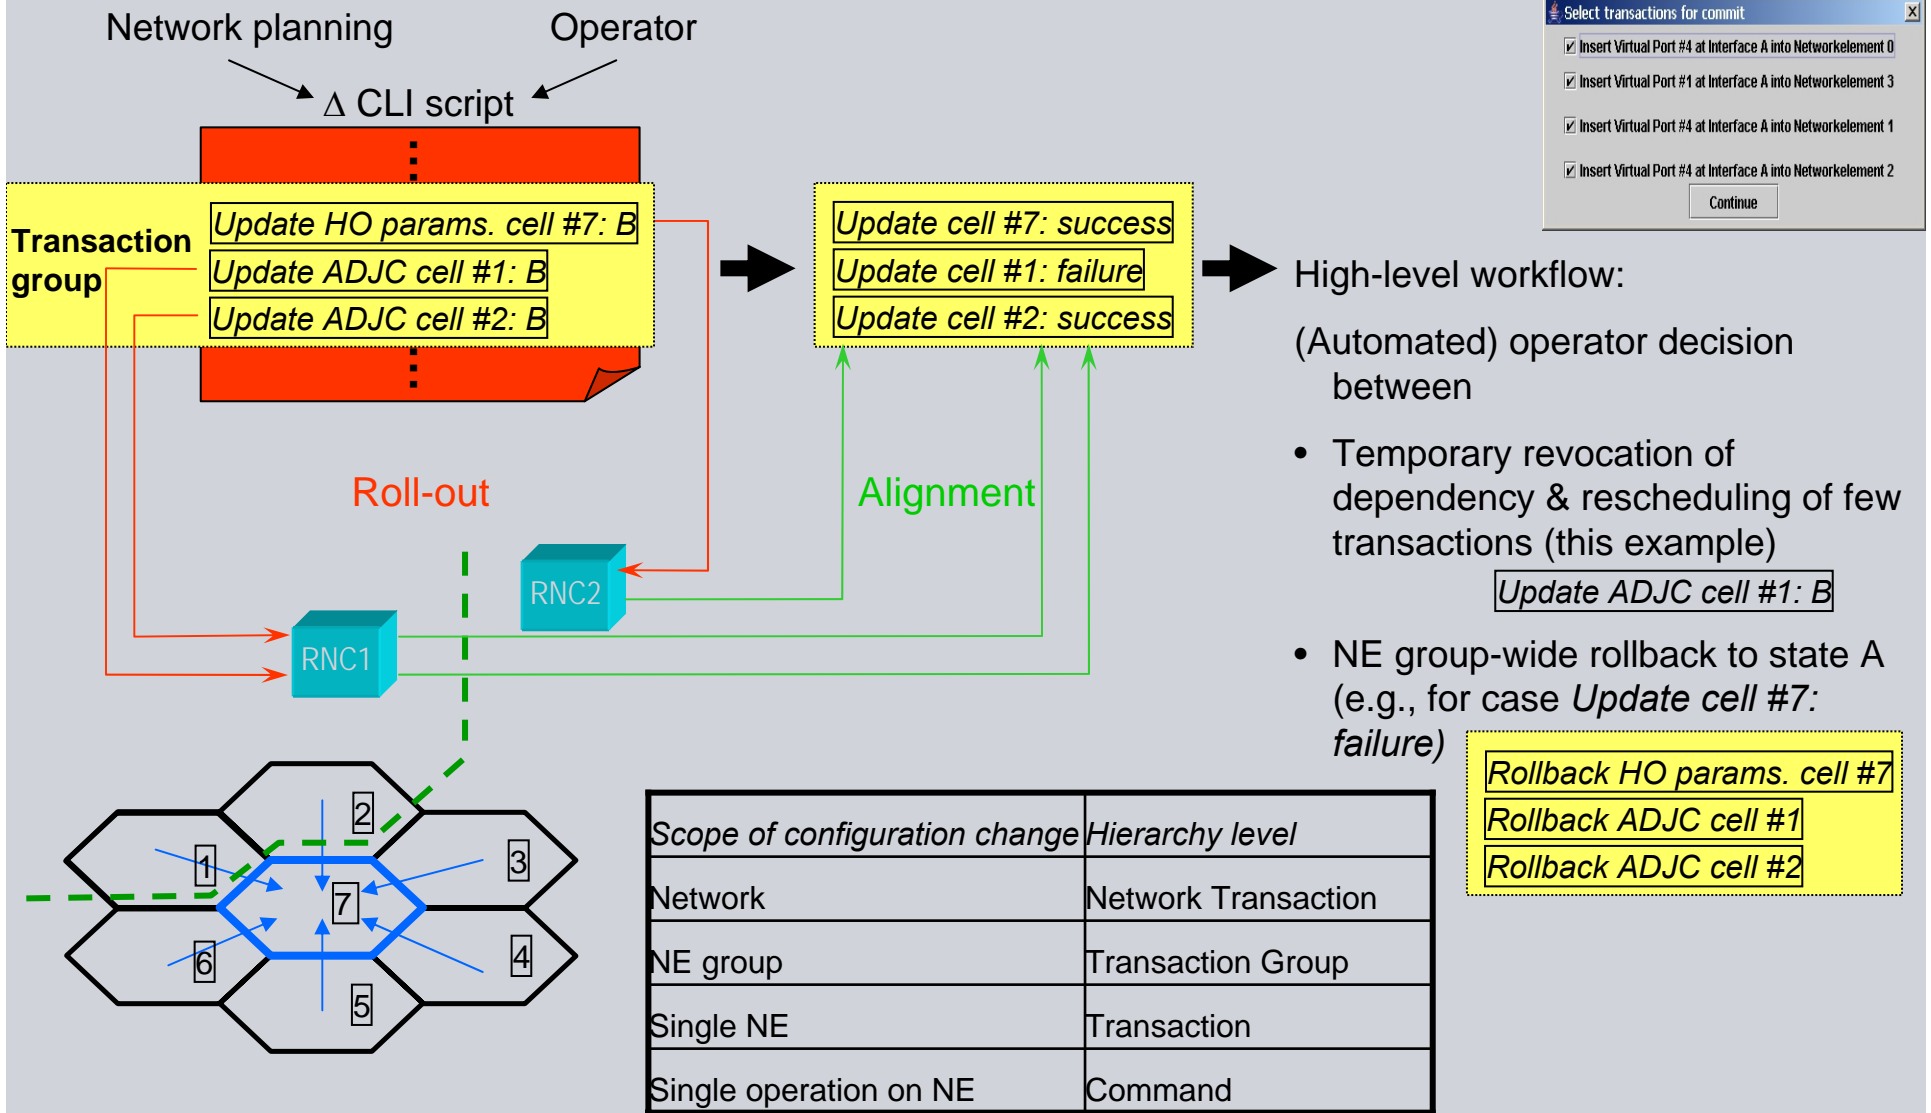 Network planning
Operator
Δ CLI script
Transaction
group
Update HO params. cell #7: B
Update ADJC cell #1: B
Update ADJC cell #2: B
Update cell #7: success
Update cell #1: failure
Update cell #2: success
Select transactions for commit
Insert Virtual Port #4 at Interface A into Networkelement 0
Insert Virtual Port #1 at Interface A into Networkelement 3
Insert Virtual Port #4 at Interface A into Networkelement 1
Insert Virtual Port #4 at Interface A into Networkelement 2
Continue
High-level workflow:
(Automated) operator decision
between
• Temporary revocation of
dependency & rescheduling of few
transactions (this example)
Update ADJC cell #1: B
• NE group-wide rollback to state A
(e.g., for case Update cell #7:
failure)
Rollback HO params. cell #7
Rollback ADJC cell #1
Rollback ADJC cell #2
Roll-out
Alignment
RNC2
RNC1
2
1
3
7
6
4
5
Scope of configuration change Hierarchy level
Network Network Transaction
NE group Transaction Group
Single NE Transaction
Single operation on NE Command